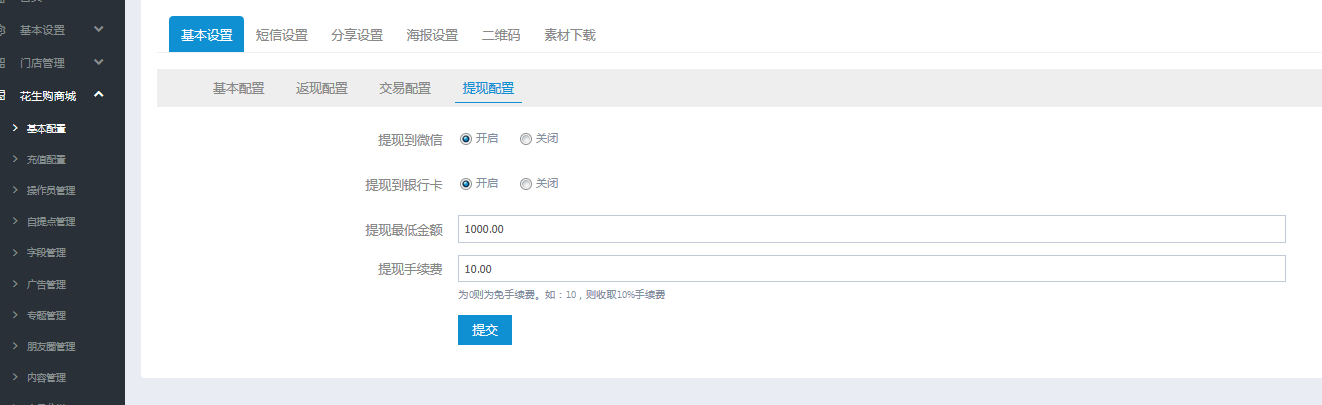 基本设置
门店管理
花生购商城
基本配置
充值配置
操作员管理
自提点管理
字段管理
广告管理
专题管理
朋友圈管理
内容管理
基本设置 短信设置 分享设置 海报设置 二维码 素材下载
基本配置 返现配置 交易配置 提现配置
提现到微信 开启 关闭
提现到银行卡 开启 关闭
提现最低金额 1000.00
提现手续费 10.00
为0则为免手续费。如：10，则收取10%手续费
提交